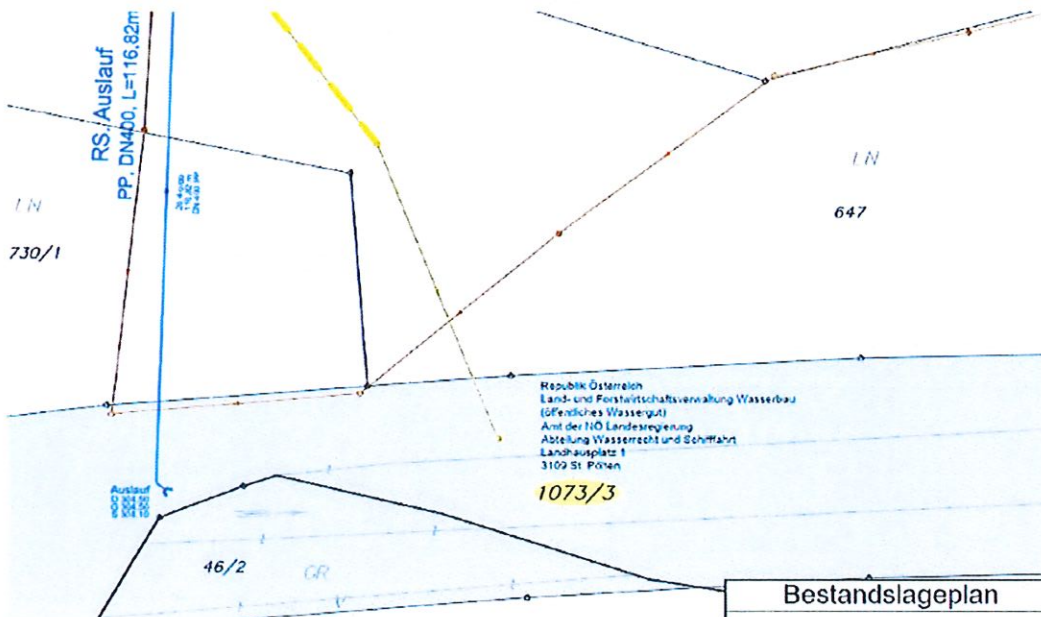 RS. Auslauf
PP, DN400, L=116,82m
LN
730/1
LN
647
Republik Österreich
Land- und Forstwirtschaftsverwaltung Wasserbau
(öffentliches Wassergut)
Amt der NÖ Landesregierung
Abteilung Wasserrecht und Schifffahrt
Landhausplatz 1
3109 St. Pölten
1073/3
Auslauf
46/2
GR
Bestandslageplan